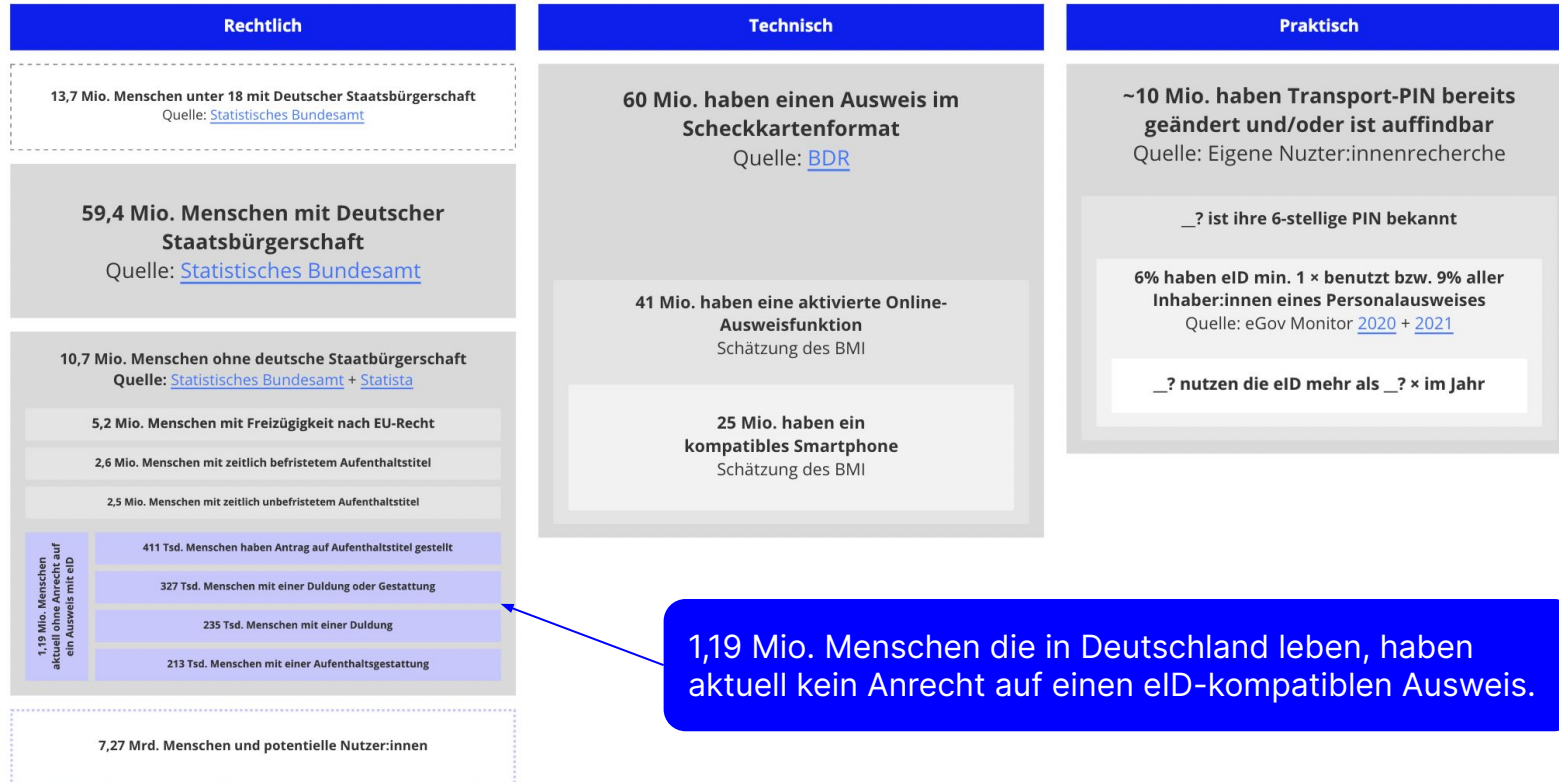 Rechtlich
13,7 Mio. Menschen unter 18 mit Deutscher Staatsbürgerschaft
Quelle: Statistisches Bundesamt
59,4 Mio. Menschen mit Deutscher
Staatsbürgerschaft
Quelle: Statistisches Bundesamt
10,7 Mio. Menschen ohne deutsche Staatbürgerschaft
Quelle: Statistisches Bundesamt + Statista
5,2 Mio. Menschen mit Freizügigkeit nach EU-Recht
2,6 Mio. Menschen mit zeitlich befristetem Aufenthaltstitel
2,5 Mio. Menschen mit zeitlich unbefristetem Aufenthaltstitel
1,19 Mio. Menschen
aktuell ohne Anrecht auf
ein Ausweis mit eID
411 Tsd. Menschen haben Antrag auf Aufenthaltstitel gestellt
327 Tsd. Menschen mit einer Duldung oder Gestattung
235 Tsd. Menschen mit einer Duldung
213 Tsd. Menschen mit einer Aufenthaltsgestattung
7,27 Mrd. Menschen und potentielle Nutzer:innen
Technisch
60 Mio. haben einen Ausweis im
Scheckkartenformat
Quelle: BDR
41 Mio. haben eine aktivierte Online-
Ausweisfunktion
Schätzung des BMI
25 Mio. haben ein
kompatibles Smartphone
Schätzung des BMI
Praktisch
~10 Mio. haben Transport-PIN bereits
geändert und/oder ist auffindbar
Quelle: Eigene Nuzter:innenrecherche
__? ist ihre 6-stellige PIN bekannt
6% haben eID min. 1 × benutzt bzw. 9% aller
Inhaber:innen eines Personalausweises
Quelle: eGov Monitor 2020 + 2021
__? nutzen die eID mehr als __? × im Jahr
1,19 Mio. Menschen die in Deutschland leben, haben
aktuell kein Anrecht auf einen eID-kompatiblen Ausweis.